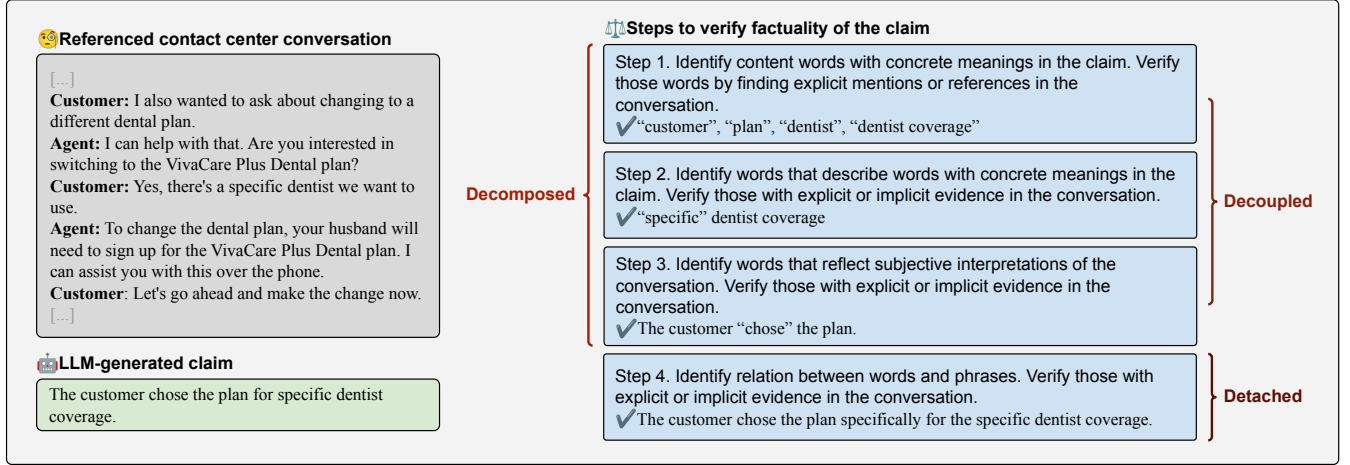 Referenced contact center conversation
[...]
Customer: I also wanted to ask about changing to a
different dental plan.
Agent: I can help with that. Are you interested in
switching to the VivaCare Plus Dental plan?
Customer: Yes, there's a specific dentist we want to
use.
Agent: To change the dental plan, your husband will
need to sign up for the VivaCare Plus Dental plan. I
can assist you with this over the phone.
Customer: Let's go ahead and make the change now.
[...]
LLM-generated claim
The customer chose the plan for specific dentist
coverage.
Decomposed
Steps to verify factuality of the claim
Step 1. Identify content words with concrete meanings in the claim. Verify
those words by finding explicit mentions or references in the
conversation.
✔“customer”, “plan”, “dentist”, “dentist coverage”
Step 2. Identify words that describe words with concrete meanings in the
claim. Verify those with explicit or implicit evidence in the conversation.
✔“specific” dentist coverage
Step 3. Identify words that reflect subjective interpretations of the
conversation. Verify those with explicit or implicit evidence in the
conversation.
✔The customer “chose” the plan.
Step 4. Identify relation between words and phrases. Verify those with
explicit or implicit evidence in the conversation.
✔The customer chose the plan specifically for the specific dentist coverage.
Decoupled
Detached